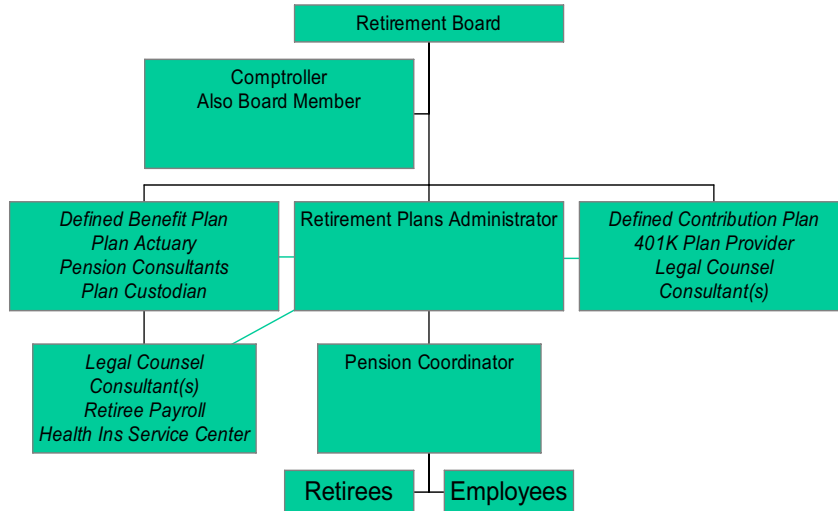 Retirement Board
Comptroller
Also Board Member
Defined Benefit Plan
Plan Actuary
Pension Consultants
Plan Custodian
Retirement Plans Administrator
Defined Contribution Plan
401K Plan Provider
Legal Counsel
Consultant(s)
Legal Counsel
Consultant(s)
Retiree Payroll
Health Ins Service Center
Pension Coordinator
Retirees
Employees